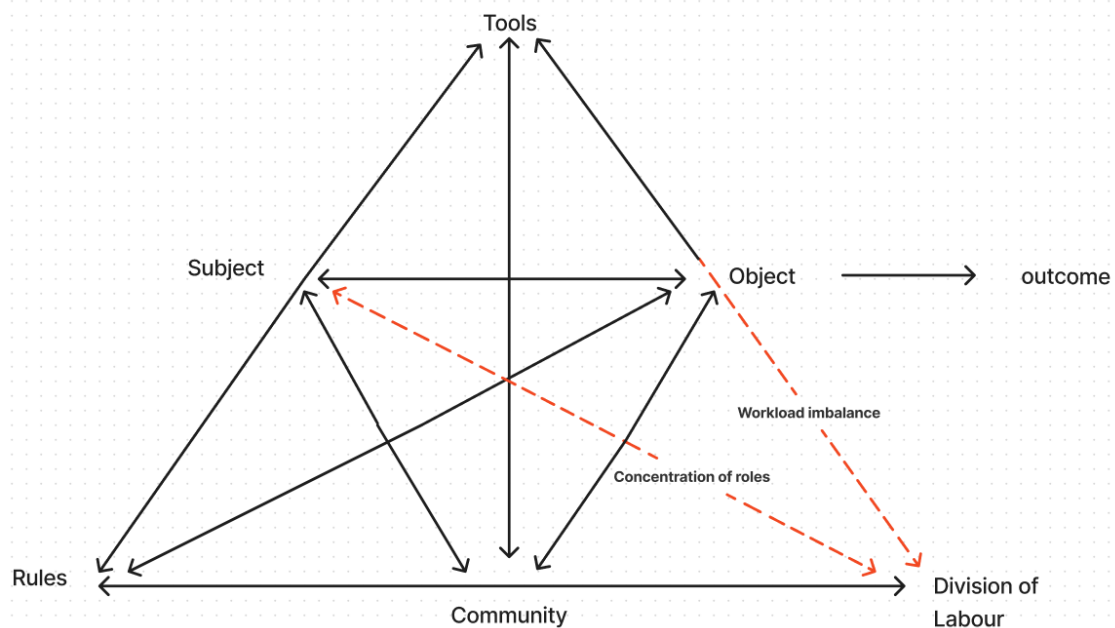 Tools
Subject
Object
outcome
Workload imbalance
Concentration of roles
Rules
Division of
Labour
Community